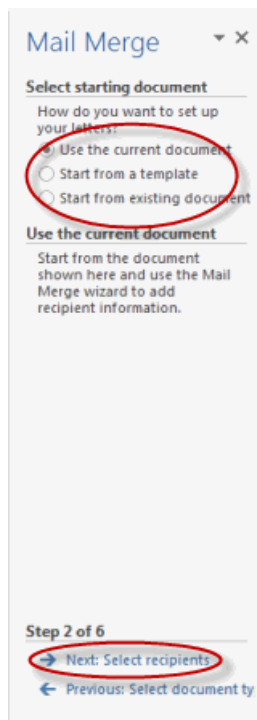 Mail Merge
Select starting document
How do you want to set up
your letters?
Use the current document
Start from a template
Start from existing document
Use the current document
Start from the document
shown here and use the Mail
Merge wizard to add
recipient information.
Step 2 of 6
Next: Select recipients
Previous: Select document ty